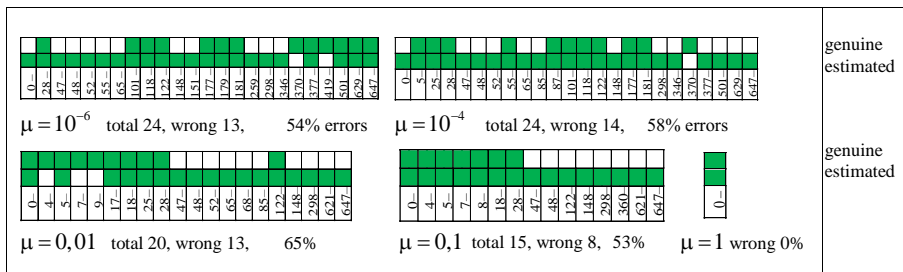 genuine
estimated
0– 28– 47– 48– 52– 55– 65– 101– 118– 122– 148– 151– 177– 179– 181– 259– 298– 346– 370– 377– 419– 501– 629– 647–
0– 5– 25– 28– 47– 48– 52– 55– 65– 85– 87– 101– 118– 122– 148– 177– 181– 298– 346– 370– 377– 501– 629– 647–
μ = 10⁻⁶ total 24, wrong 13, 54% errors
μ = 10⁻⁴ total 24, wrong 14, 58% errors
genuine
estimated
0– 4– 5– 7– 9– 17– 18– 25– 28– 47– 48– 52– 65– 68– 85– 122– 148– 298– 621– 647–
0– 4– 5– 7– 8– 18– 28– 47– 48– 122– 148– 298– 360– 621– 647–
0–
μ = 0,01 total 20, wrong 13, 65%
μ = 0,1 total 15, wrong 8, 53%
μ = 1 wrong 0%